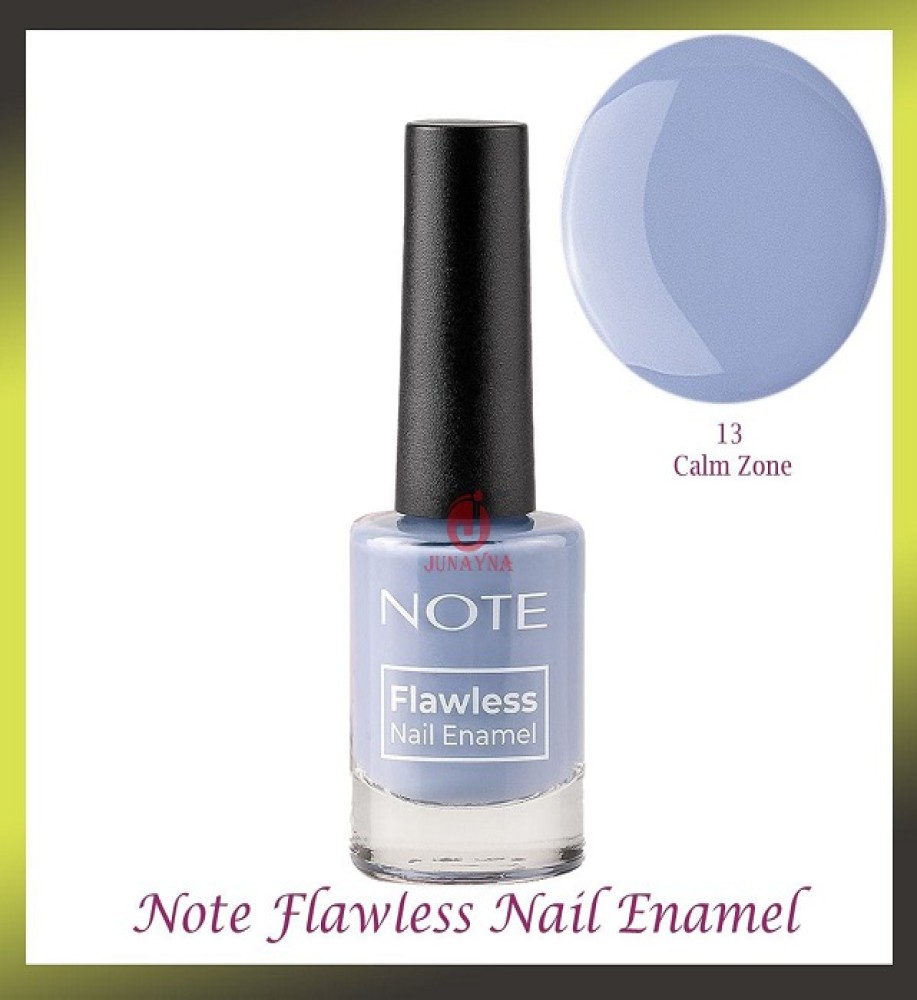 13
Calm Zone
JUNAYNA
NOTE
Flawless
Nail Enamel
Note Flawless Nail Enamel